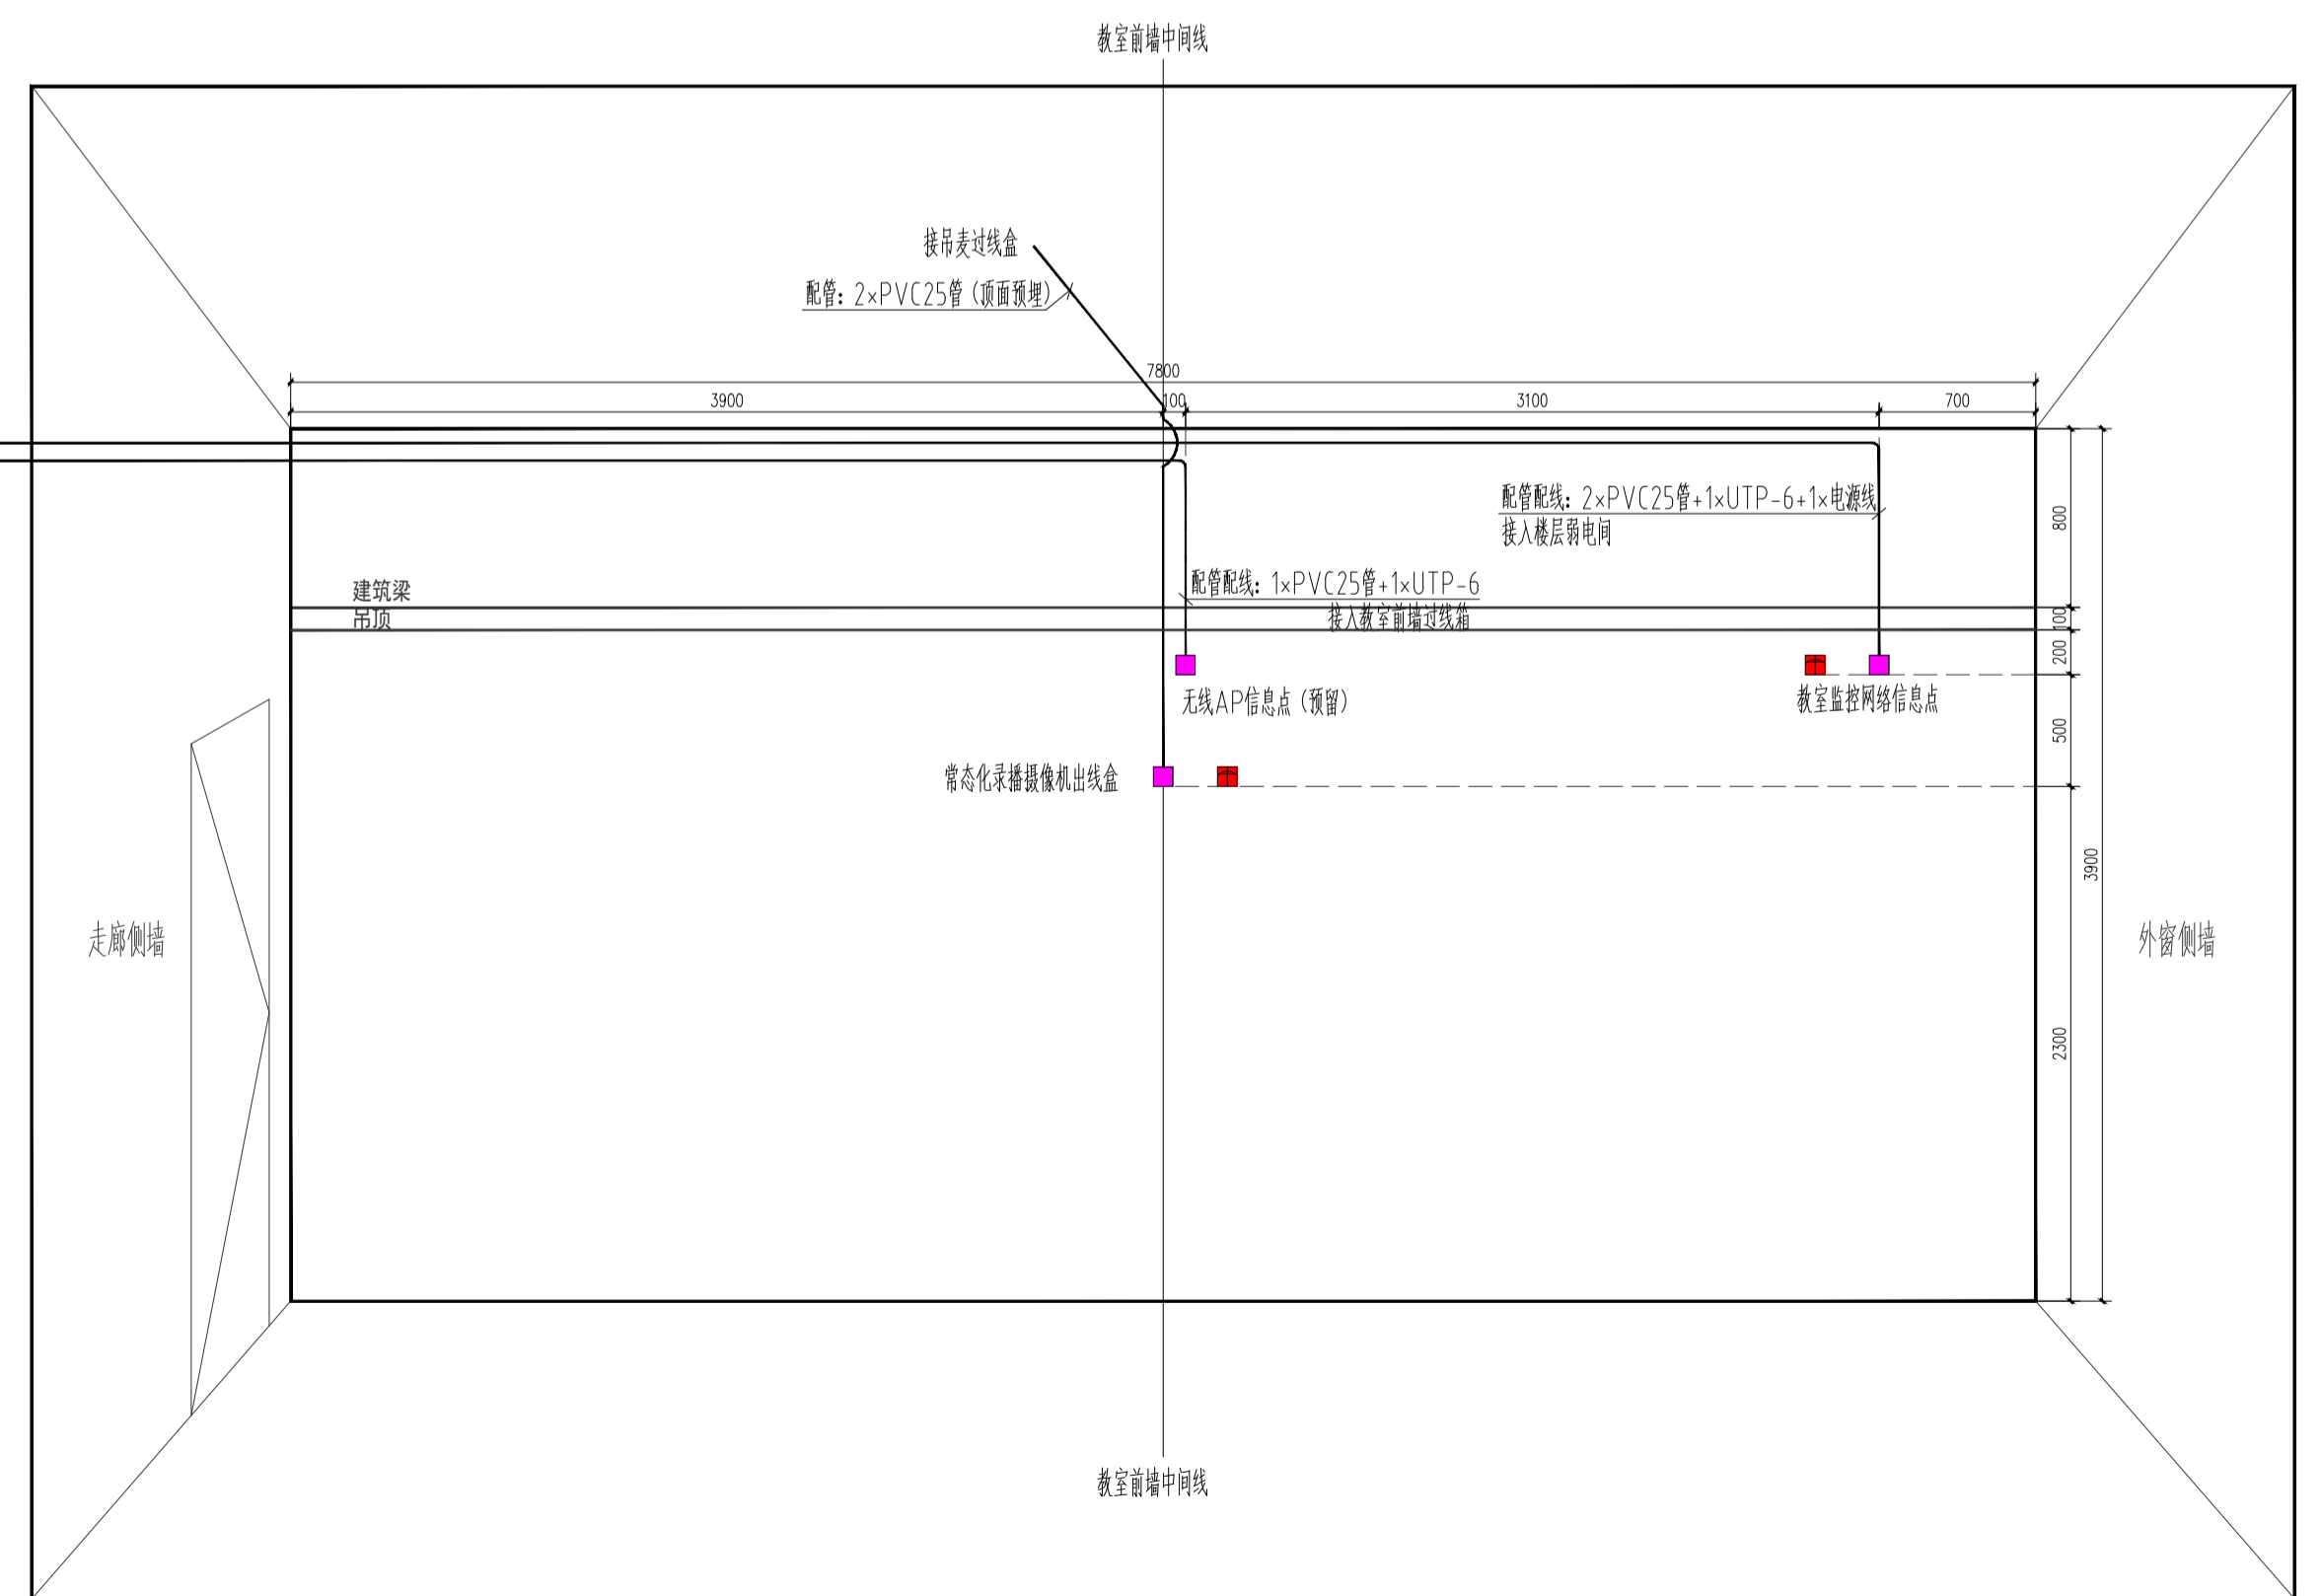 教室前墙中间线
接吊麦过线盒
配管：2×PVC25管（顶面预埋）
7800
3900
100
3100
700
配管配线：2×PVC25管+1×UTP-6+1×电源线
接入楼层弱电间
800
配管配线：1×PVC25管+1×UTP-6
接入教室前墙过线箱
建筑梁
吊顶
100
200
无线AP信息点（预留）
教室监控网络信息点
500
常态化录播摄像机出线盒
3900
走廊侧墙
外窗侧墙
2300
教室前墙中间线